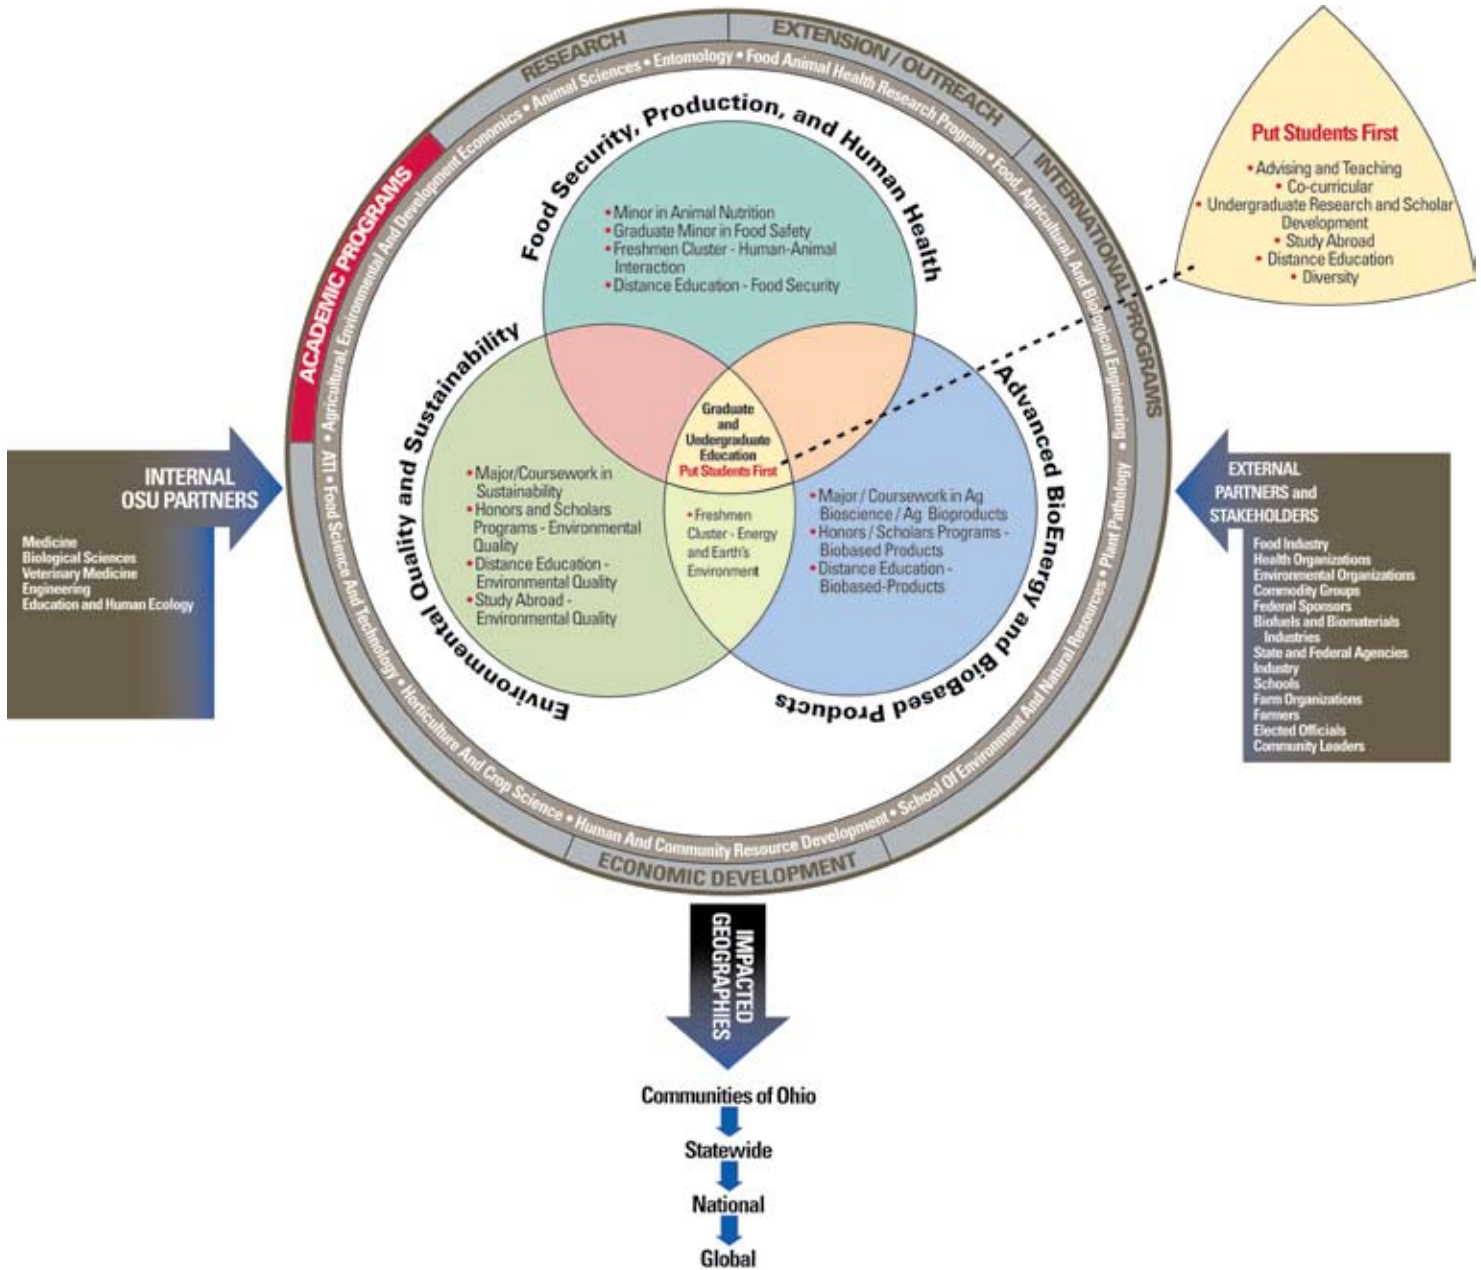 RESEARCH
EXTENSION / OUTREACH
INTERNATIONAL PROGRAMS
ACADEMIC PROGRAMS
ECONOMIC DEVELOPMENT
• Agricultural, Environmental And Development Economics • Animal Sciences • Entomology • Food Animal Health Research Program • Food, Agricultural, And Biological Engineering • Plant Pathology • School Of Environment And Natural Resources • Human And Community Resource Development • Horticulture And Crop Science • Food Science And Technology • ATI
Food Security, Production, and Human Health
• Minor in Animal Nutrition
• Graduate Minor in Food Safety
• Freshmen Cluster - Human-Animal
Interaction
• Distance Education - Food Security
Environmental Quality and Sustainability
• Major/Coursework in
Sustainability
• Honors and Scholars
Programs - Environmental
Quality
• Distance Education -
Environmental Quality
• Study Abroad -
Environmental Quality
Graduate
and
Undergraduate
Education
Put Students First
• Freshmen
Cluster - Energy
and Earth's
Environment
Advanced BioEnergy and BioBased Products
• Major / Coursework in Ag
Bioscience / Ag Bioproducts
• Honors / Scholars Programs -
Biobased Products
• Distance Education -
Biobased-Products
Put Students First
• Advising and Teaching
• Co-curricular
• Undergraduate Research and Scholar
Development
• Study Abroad
• Distance Education
• Diversity
INTERNAL
OSU PARTNERS
Medicine
Biological Sciences
Veterinary Medicine
Engineering
Education and Human Ecology
EXTERNAL
PARTNERS and
STAKEHOLDERS
Food Industry
Health Organizations
Environmental Organizations
Commodity Groups
Federal Sponsors
Biofuels and Biomaterials
Industries
State and Federal Agencies
Industry
Schools
Farm Organizations
Farmers
Elected Officials
Community Leaders
IMPACTED
GEOGRAPHIES
Communities of Ohio
Statewide
National
Global